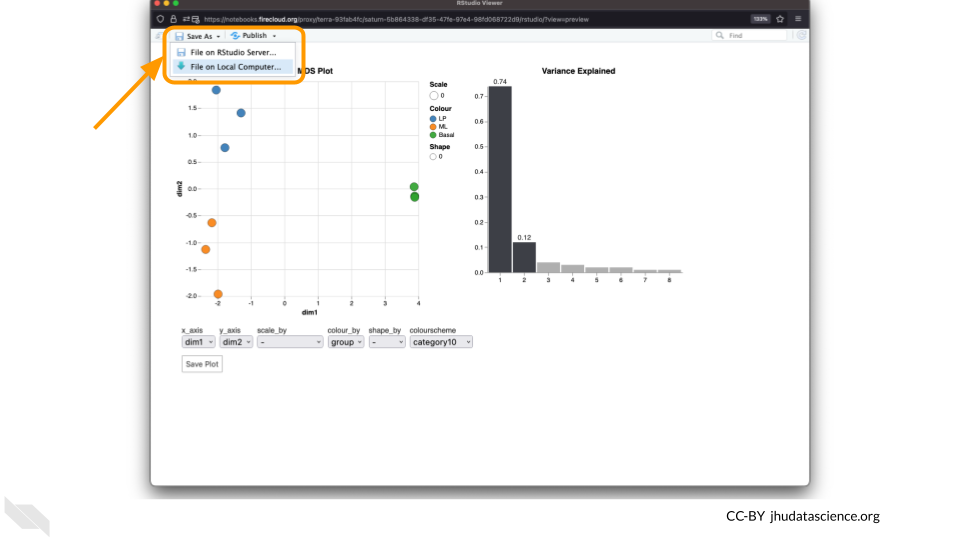 RStudio Viewer
https://notebooks.firecloud.org/proxy/terra-93fab4fc/saturn-5b864338-df35-47fe-97e4-98fd068722d9/rstudio/?view=preview
133%
Save As
Publish
Find
File on RStudio Server...
File on Local Computer...
MDS Plot
Variance Explained
Scale
0
Colour
LP
ML
Basal
Shape
0
2.0
1.5
1.0
0.5
0.0
-0.5
-1.0
-1.5
-2.0
dim2
-2 -1 0 1 2 3 4
dim1
0.74
0.12
0.7
0.6
0.5
0.4
0.3
0.2
0.1
0.0
1 2 3 4 5 6 7 8
x_axis y_axis scale_by colour_by shape_by colourscheme
dim1 dim2 - group - category10
Save Plot
CC-BY jhudatascience.org